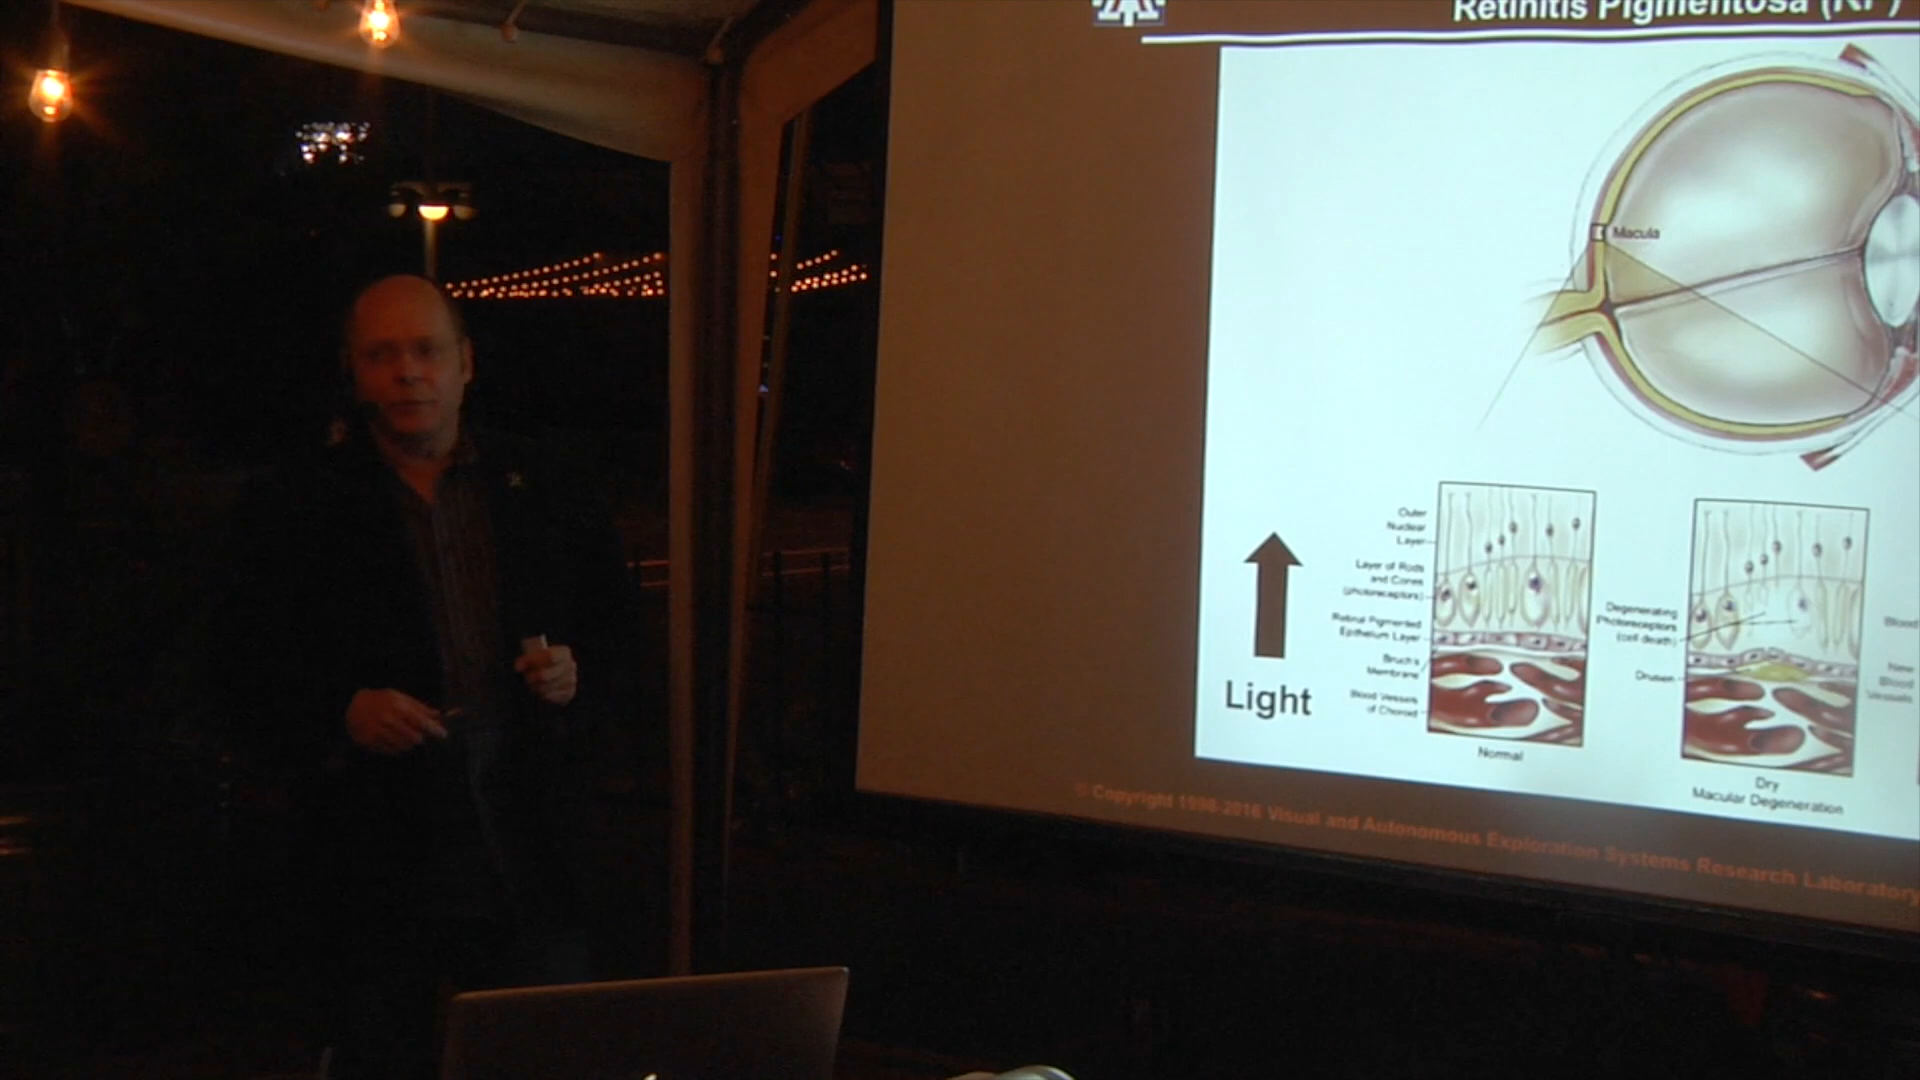 Retinitis Pigmentosa (RP)
Macula
Outer
Nuclear
Layer
Layer of Rods
and Cones
(photoreceptors)
Retinal Pigmented
Epithelium Layer
Bruch's
Membrane
Blood Vessels
of Choroid
Light
Normal
Degenerating
Photoreceptors
(cell death)
Drusen
Dry
Macular Degeneration
Blood
New
Blood
Vessels
© Copyright 1998-2016 Visual and Autonomous Exploration Systems Research Laboratory